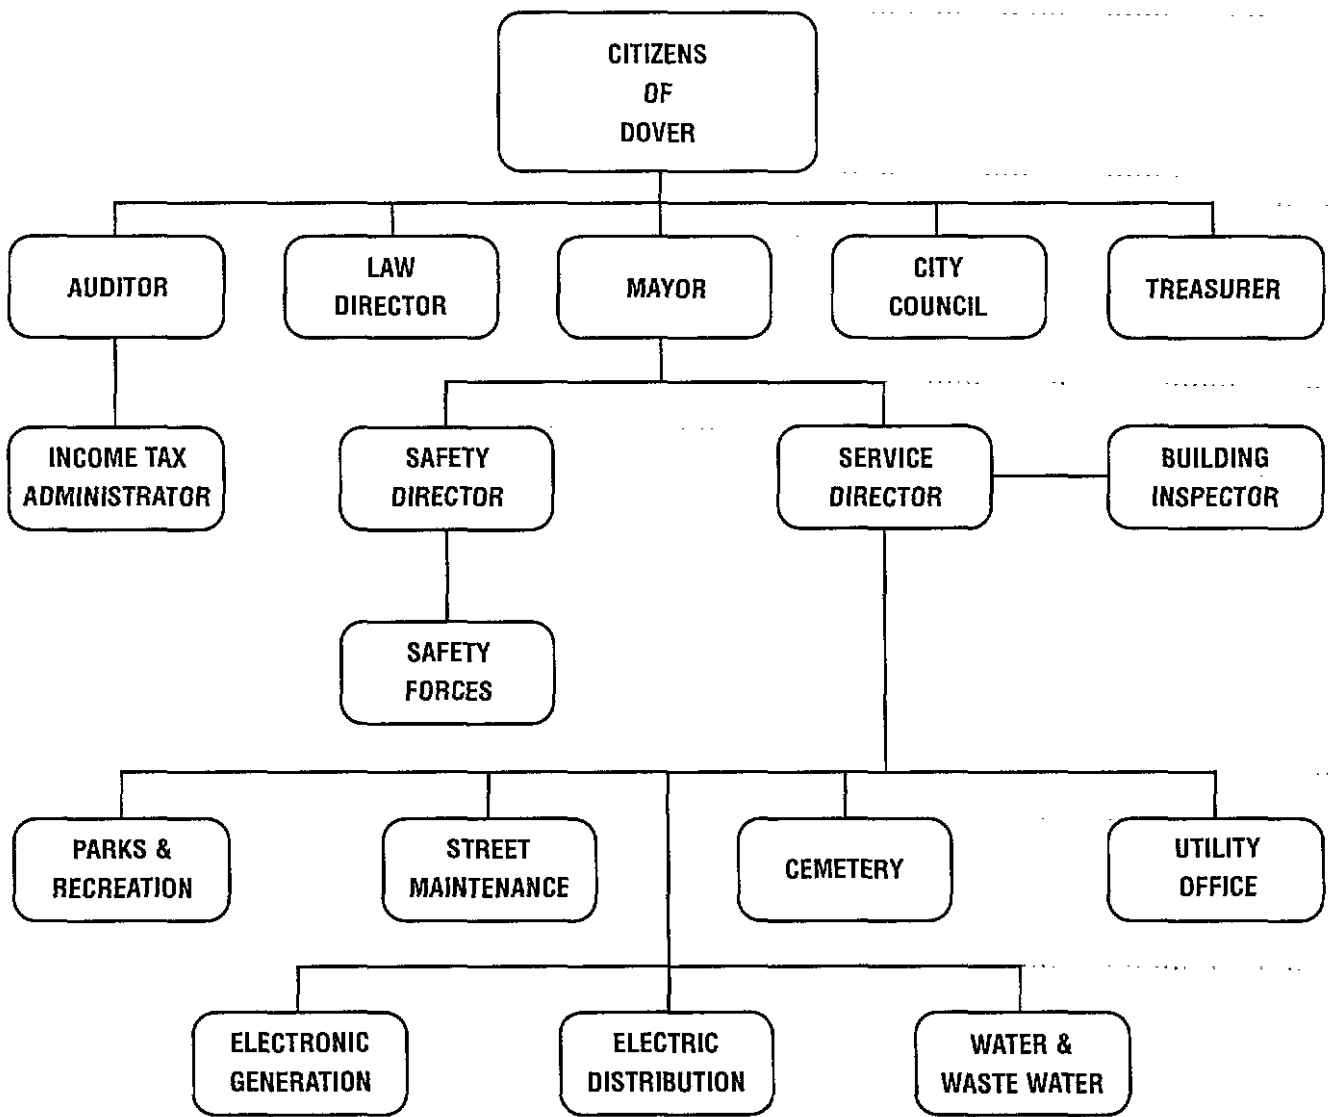 CITIZENS
OF
DOVER
AUDITOR
LAW
DIRECTOR
MAYOR
CITY
COUNCIL
TREASURER
INCOME TAX
ADMINISTRATOR
SAFETY
DIRECTOR
SERVICE
DIRECTOR
BUILDING
INSPECTOR
SAFETY
FORCES
PARKS &
RECREATION
STREET
MAINTENANCE
CEMETERY
UTILITY
OFFICE
ELECTRONIC
GENERATION
ELECTRIC
DISTRIBUTION
WATER &
WASTE WATER